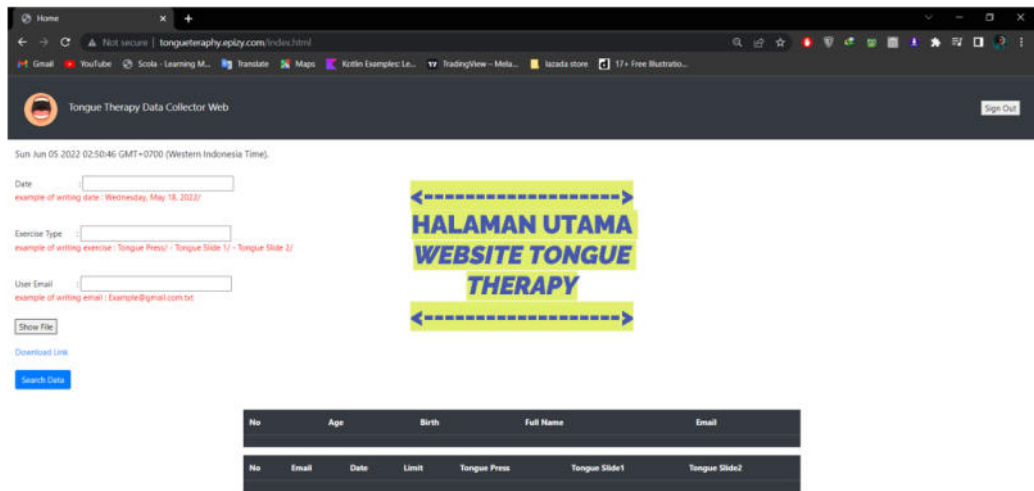 Home
Not secure | tongueteraphy.epizy.com/index.html
Gmail YouTube Scola - Learning M... Translate Maps Kotlin Examples: Le... TradingView – Mela... lazada store 17+ Free Illustratio...
Tongue Therapy Data Collector Web
Sign Out
Sun Jun 05 2022 02:50:46 GMT+0700 (Western Indonesia Time).
Date :
example of writing date : Wednesday, May 18, 2022/
Exercise Type :
example of writing exercise : Tongue Press/ - Tongue Slide 1/ - Tongue Slide 2/
User Email :
example of writing email : Example@gmail.com.txt
Show File
Download Link
Search Data
<-------------------->
HALAMAN UTAMA
WEBSITE TONGUE
THERAPY
<-------------------->
No Age Birth Full Name Email
No Email Date Limit Tongue Press Tongue Slide1 Tongue Slide2